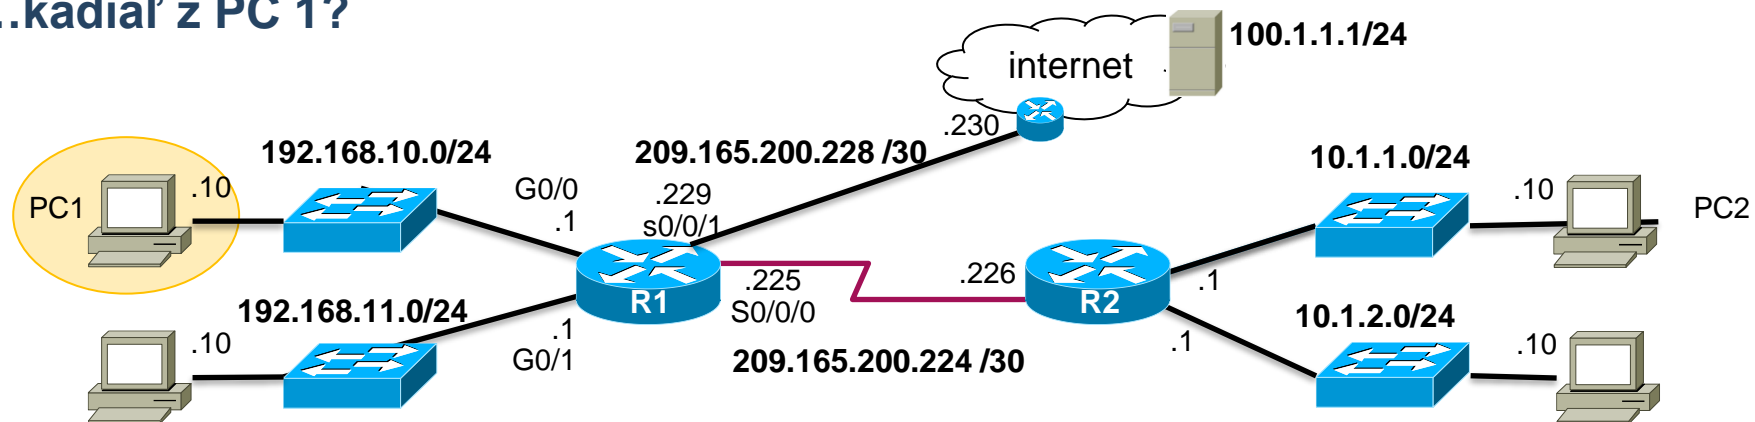 ..kadiaľ z PC 1?
100.1.1.1/24
internet
.230
192.168.10.0/24
209.165.200.228 /30
10.1.1.0/24
PC1
.10
G0/0
.1
.229
s0/0/1
.10
PC2
.225
S0/0/0
.226
.1
R1
R2
192.168.11.0/24
.10
.1
G0/1
209.165.200.224 /30
.1
10.1.2.0/24
.10